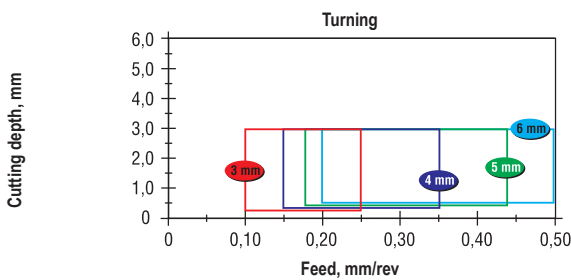 Turning
Cutting depth, mm
6,0
5,0
4,0
3,0
2,0
1,0
0
6 mm
3 mm
5 mm
4 mm
0
0,10
0,20
0,30
0,40
0,50
Feed, mm/rev